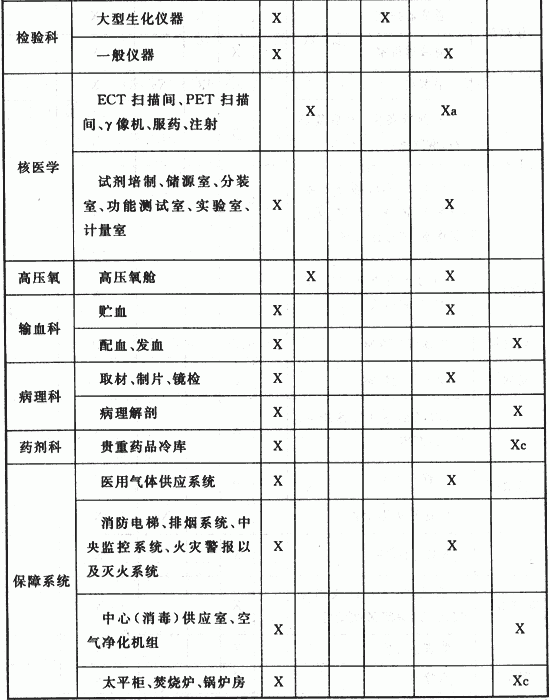 检验科
大型生化仪器 X X
一般仪器 X X
核医学
ECT 扫描间、PET 扫描 X Xa
间、γ像机、服药、注射
试剂培制、储源室、分装
室、功能测试室、实验室、 X X
计量室
高压氧 高压氧舱 X X
输血科
贮血 X X
配血、发血 X X
病理科
取材、制片、镜检 X X
病理解剖 X X
药剂科 贵重药品冷库 X Xc
保障系统
医用气体供应系统 X X
消防电梯、排烟系统、中
央监控系统、火灾警报以 X X
及灭火系统
中心(消毒)供应室、空 X X
气净化机组
太平柜、焚烧炉、锅炉房 X Xc